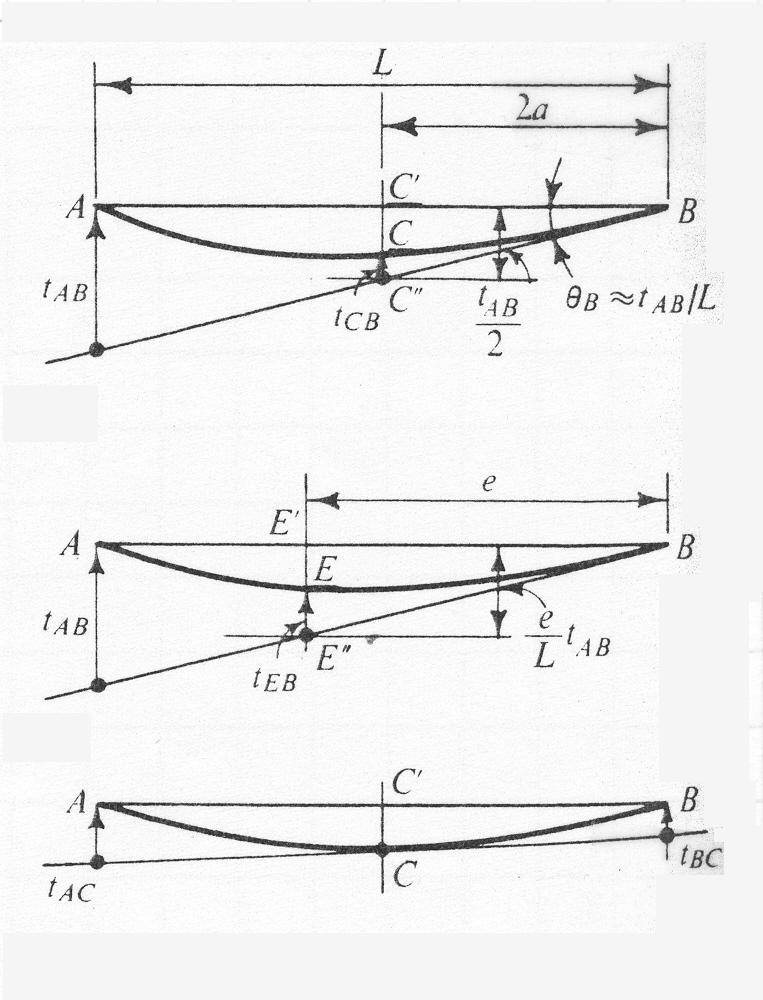 L
2a
A
C'
B
C
t_AB
t_CB
C"
t_AB/2
θ_B ≈ t_AB/L
e
E'
A
B
E
t_AB
t_EB
E"
e/L t_AB
A
C'
B
C
t_AC
t_BC